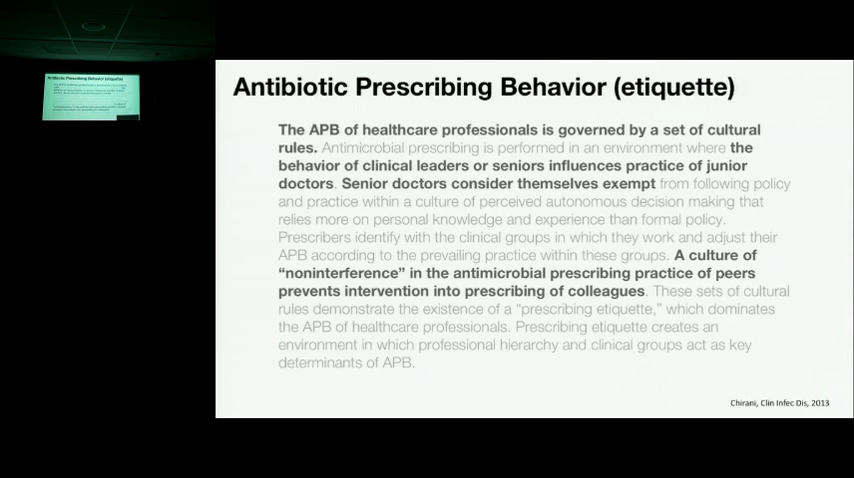 Antibiotic Prescribing Behavior (etiquette)
The APB of healthcare professionals is governed by a set of cultural
rules. Antimicrobial prescribing is performed in an environment where the
behavior of clinical leaders or seniors influences practice of junior
doctors. Senior doctors consider themselves exempt from following policy
and practice within a culture of perceived autonomous decision making that
relies more on personal knowledge and experience than formal policy.
Prescribers identify with the clinical groups in which they work and adjust their
APB according to the prevailing practice within these groups. A culture of
“noninterference” in the antimicrobial prescribing practice of peers
prevents intervention into prescribing of colleagues. These sets of cultural
rules demonstrate the existence of a “prescribing etiquette,” which dominates
the APB of healthcare professionals. Prescribing etiquette creates an
environment in which professional hierarchy and clinical groups act as key
determinants of APB.
Chirani, Clin Infec Dis, 2013
Antibiotic Prescribing Behavior (etiquette)